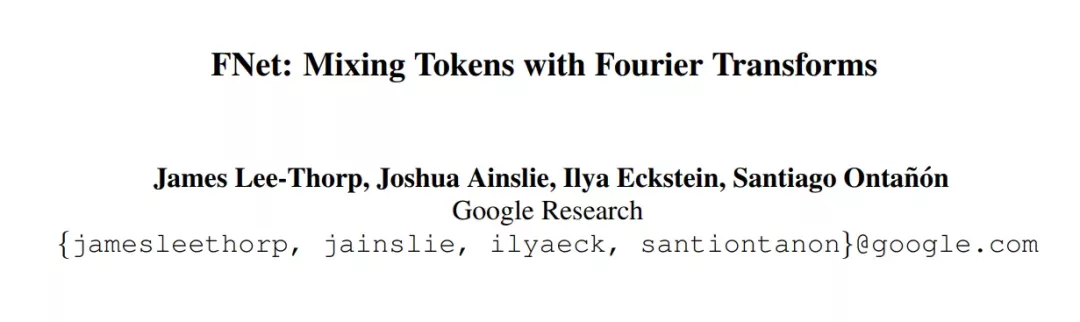 FNet: Mixing Tokens with Fourier Transforms
James Lee-Thorp, Joshua Ainslie, Ilya Eckstein, Santiago Ontañón
Google Research
{jamesleethorp, jainslie, ilyaeck, santiontanon}@google.com